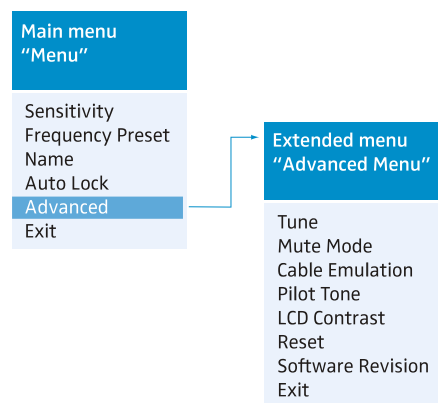 Main menu
“Menu”
Sensitivity
Frequency Preset
Name
Auto Lock
Advanced
Exit
Extended menu
“Advanced Menu”
Tune
Mute Mode
Cable Emulation
Pilot Tone
LCD Contrast
Reset
Software Revision
Exit